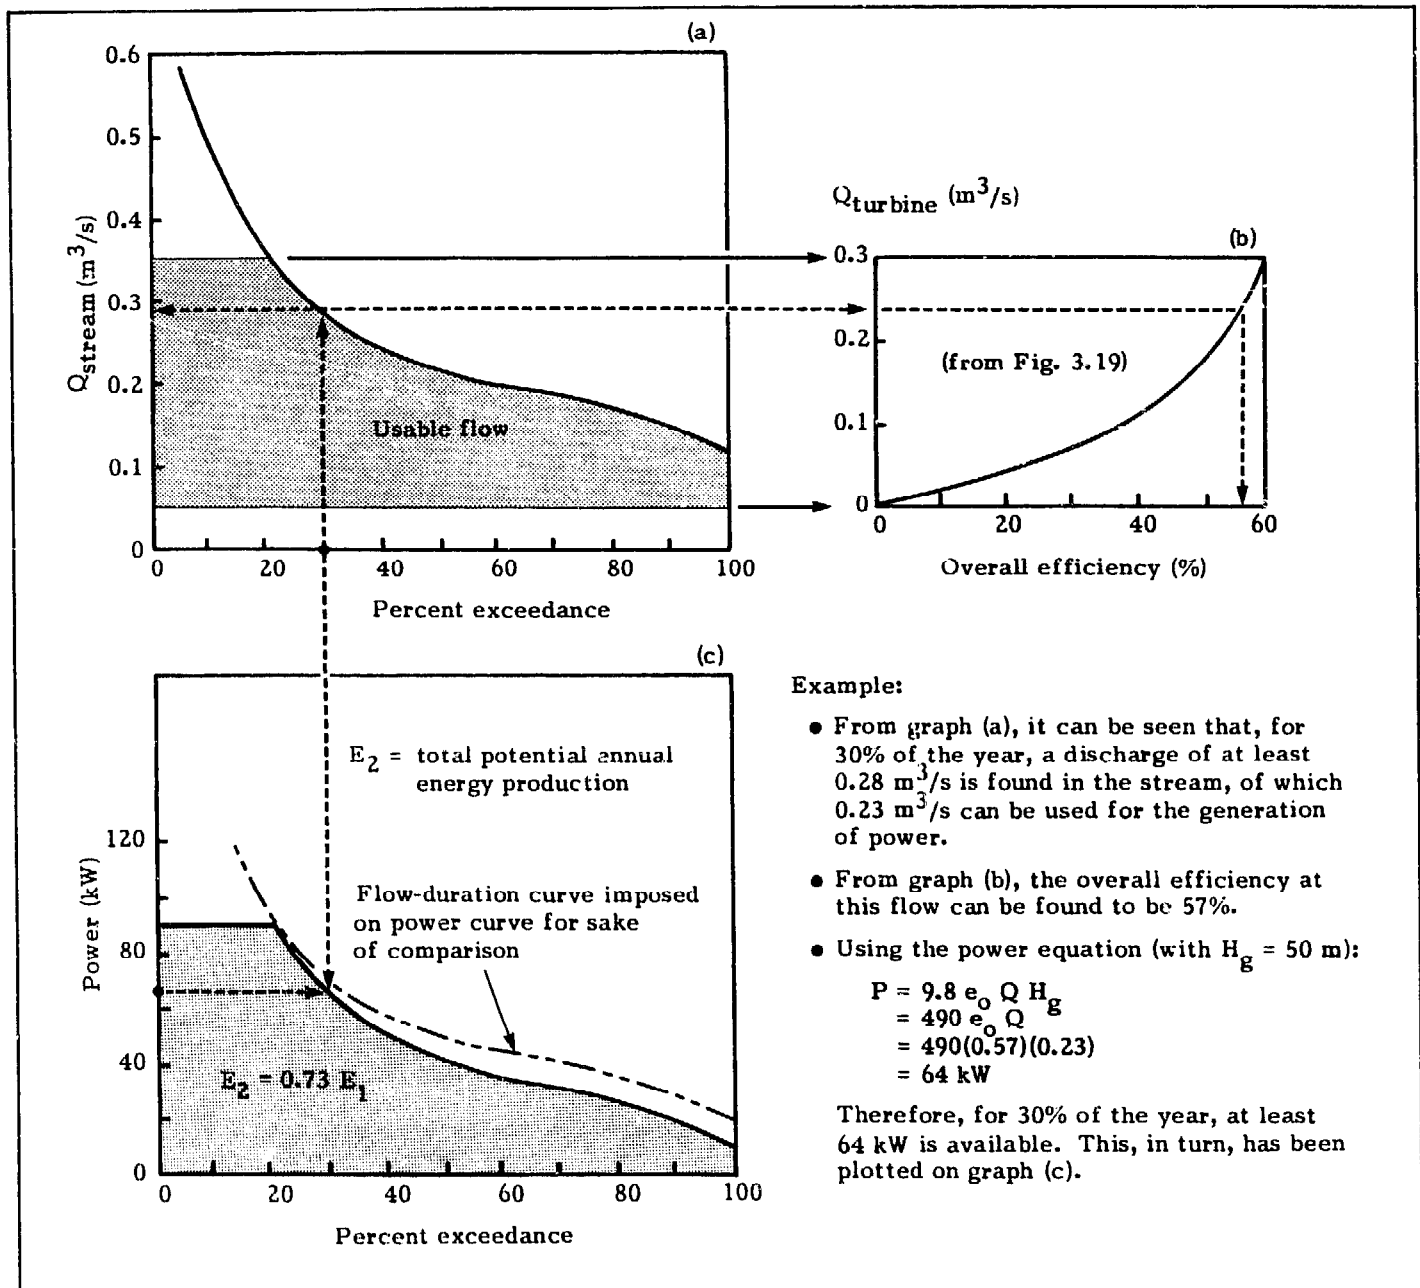 (a)
0.6
0.5
0.4
0.3
0.2
0.1
0
Q stream (m³/s)
Usable flow
0 20 40 60 80 100
Percent exceedance
Q turbine (m³/s)
(b)
0.3
0.2
0.1
0
(from Fig. 3.19)
0 20 40 60
Overall efficiency (%)
(c)
E₂ = total potential annual
energy production
120
80
40
0
Power (kW)
Flow-duration curve imposed
on power curve for sake
of comparison
E₂ = 0.73 E₁
0 20 40 60 80 100
Percent exceedance
Example:
• From graph (a), it can be seen that, for
30% of the year, a discharge of at least
0.28 m³/s is found in the stream, of which
0.23 m³/s can be used for the generation
of power.
• From graph (b), the overall efficiency at
this flow can be found to be 57%.
• Using the power equation (with H_g = 50 m):
P = 9.8 e_o Q H_g
= 490 e_o Q
= 490(0.57)(0.23)
= 64 kW
Therefore, for 30% of the year, at least
64 kW is available. This, in turn, has been
plotted on graph (c).